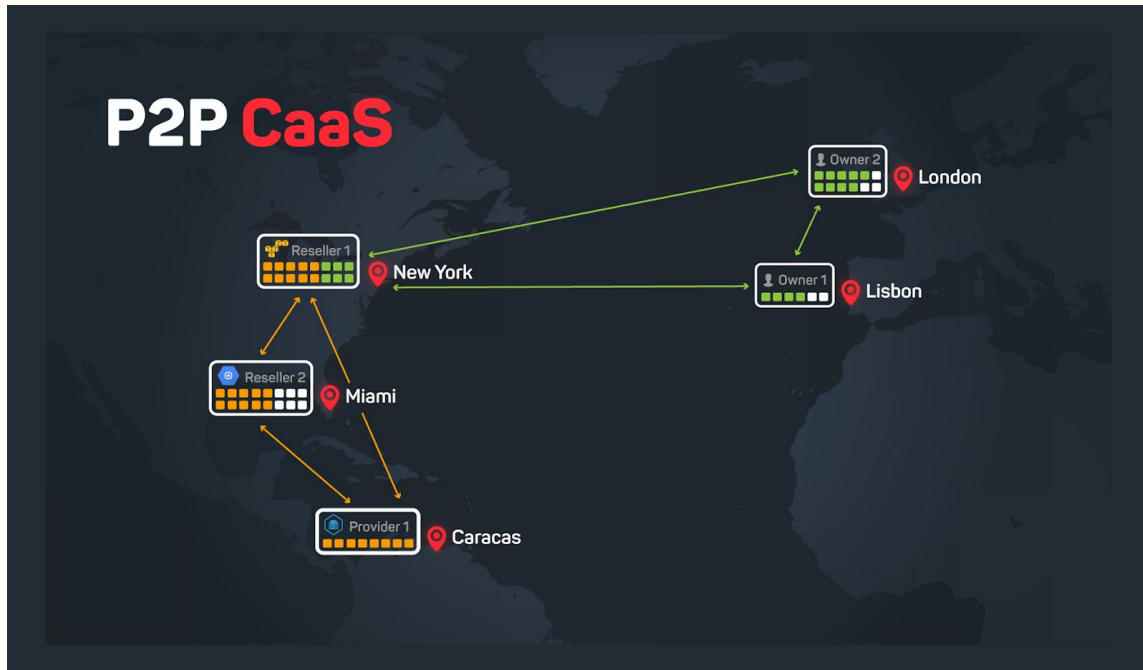 P2P CaaS
Owner 2
London
Reseller 1
New York
Owner 1
Lisbon
Reseller 2
Miami
Provider 1
Caracas